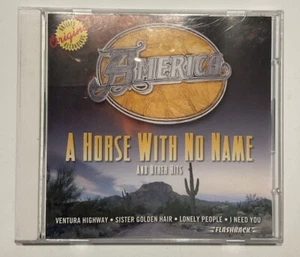 Original
AMERICA
A HORSE WITH NO NAME
AND OTHER HITS
VENTURA HIGHWAY • SISTER GOLDEN HAIR • LONELY PEOPLE • I NEED YOU
FLASHBACK